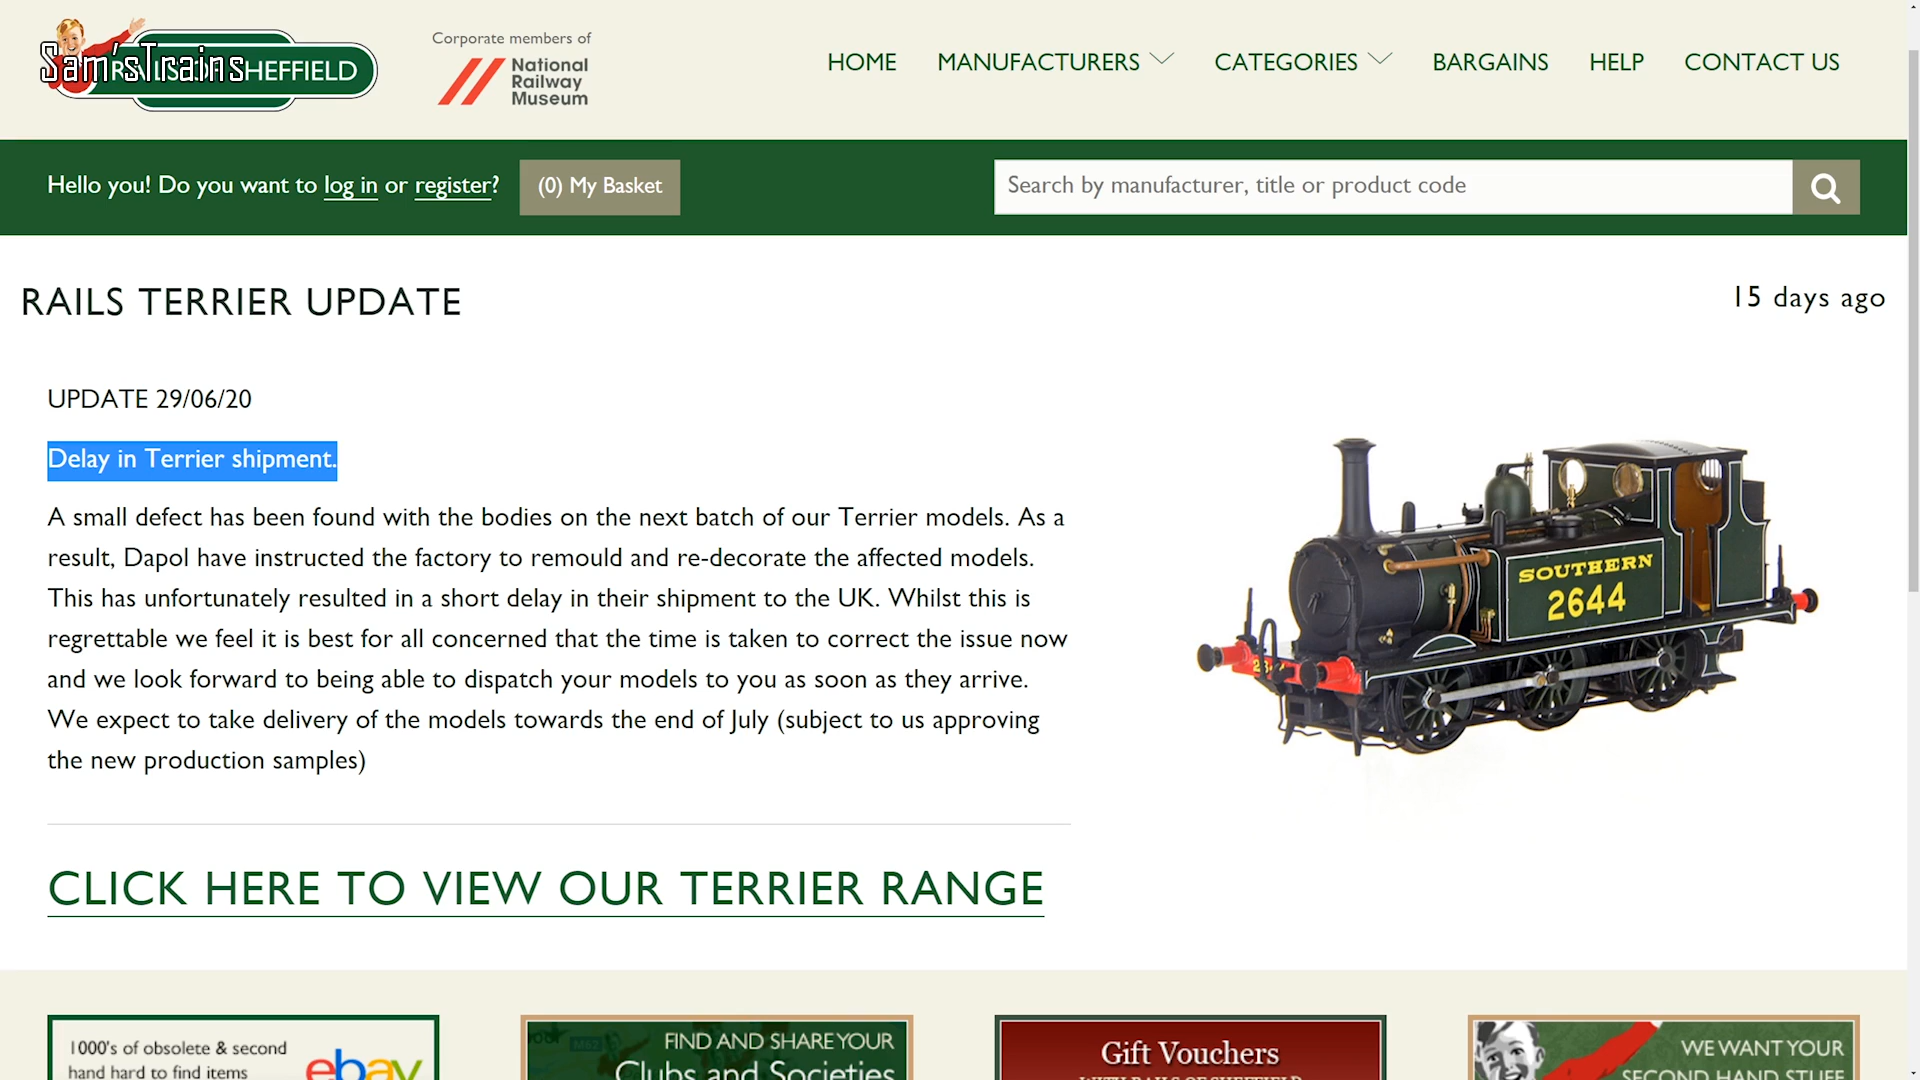 Sam'sTrains
RAILS OF SHEFFIELD
Corporate members of
National
Railway
Museum
HOME
MANUFACTURERS
CATEGORIES
BARGAINS
HELP
CONTACT US
Hello you! Do you want to log in or register?
(0) My Basket
Search by manufacturer, title or product code
RAILS TERRIER UPDATE
15 days ago
UPDATE 29/06/20
Delay in Terrier shipment.
A small defect has been found with the bodies on the next batch of our Terrier models. As a
result, Dapol have instructed the factory to remould and re-decorate the affected models.
This has unfortunately resulted in a short delay in their shipment to the UK. Whilst this is
regrettable we feel it is best for all concerned that the time is taken to correct the issue now
and we look forward to being able to dispatch your models to you as soon as they arrive.
We expect to take delivery of the models towards the end of July (subject to us approving
the new production samples)
SOUTHERN
2644
CLICK HERE TO VIEW OUR TERRIER RANGE
1000's of obsolete & second
hand hard to find items
ebay
FIND AND SHARE YOUR
Clubs and Societies
Gift Vouchers
WITH RAILS OF SHEFFIELD
WE WANT YOUR
SECOND HAND STUFF